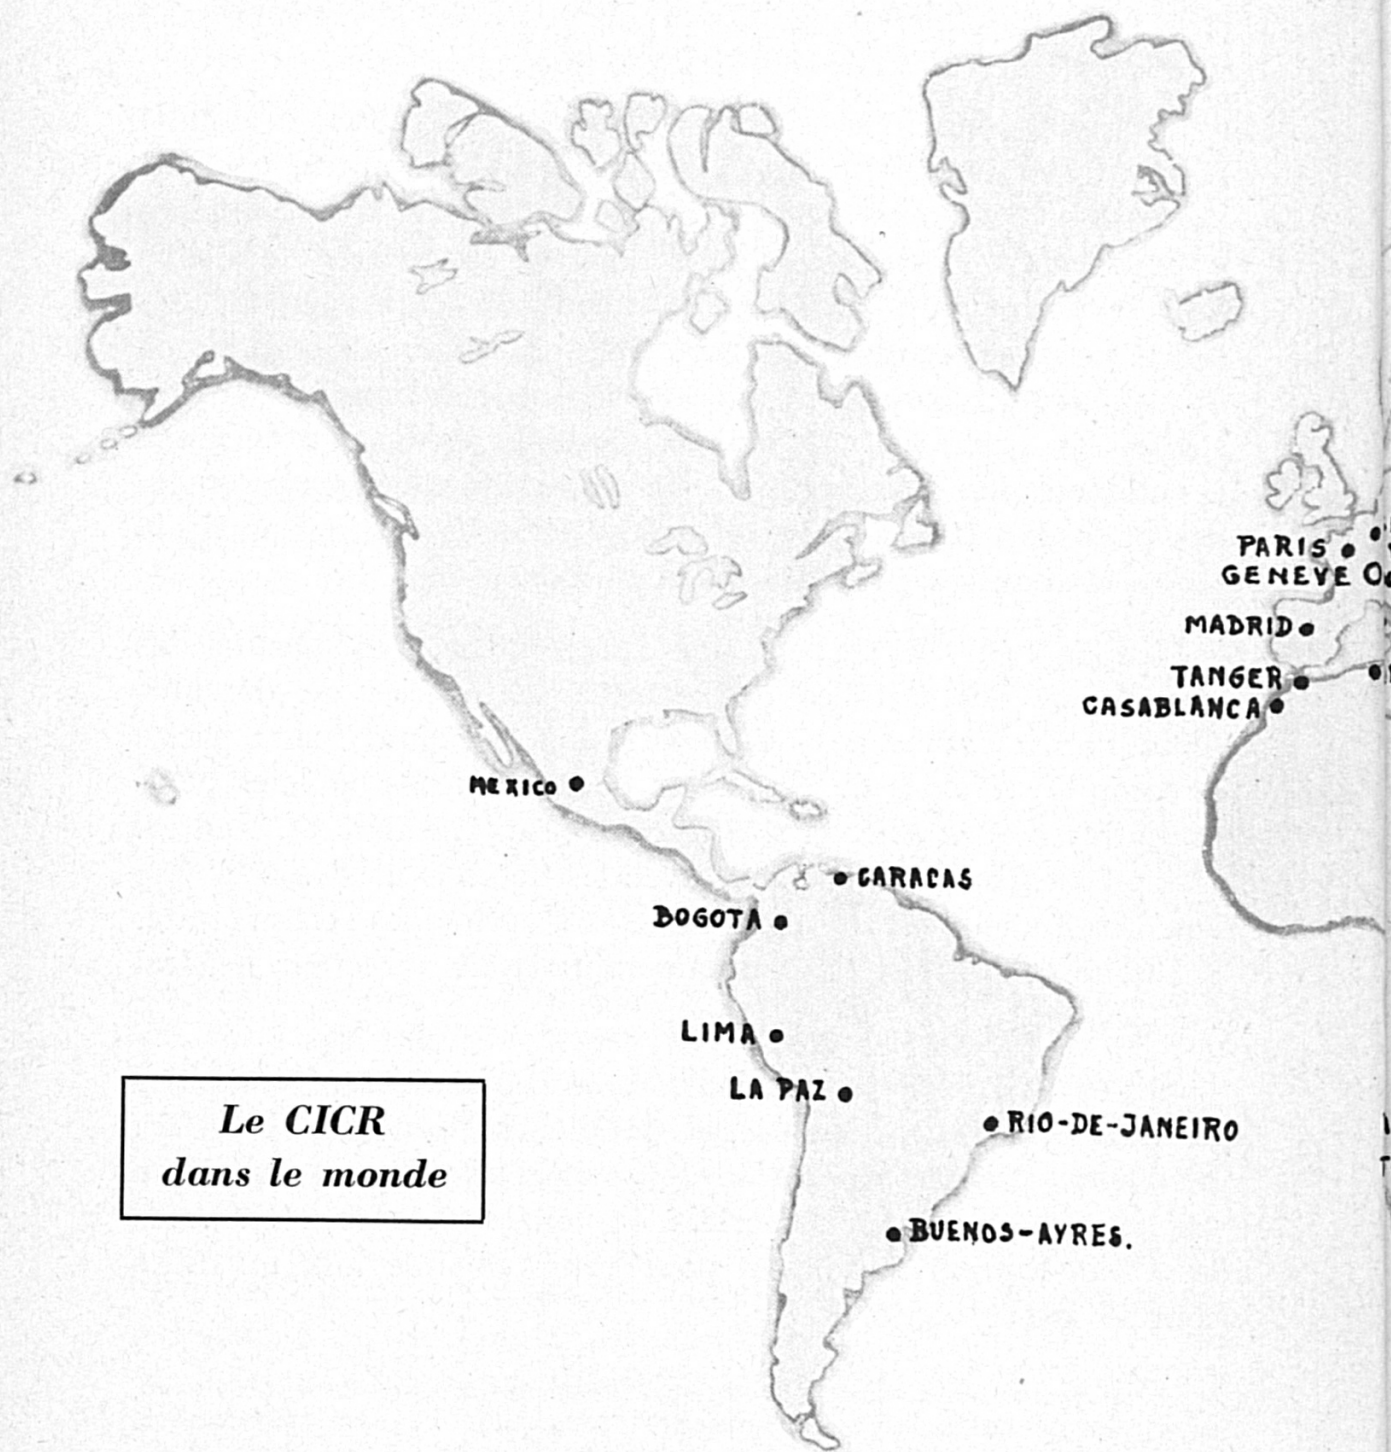 PARIS
GENEVE
MADRID
TANGER
CASABLANCA
MEXICO
CARACAS
BOGOTA
LIMA
LA PAZ
RIO-DE-JANEIRO
BUENOS-AYRES.
Le CICR
dans le monde